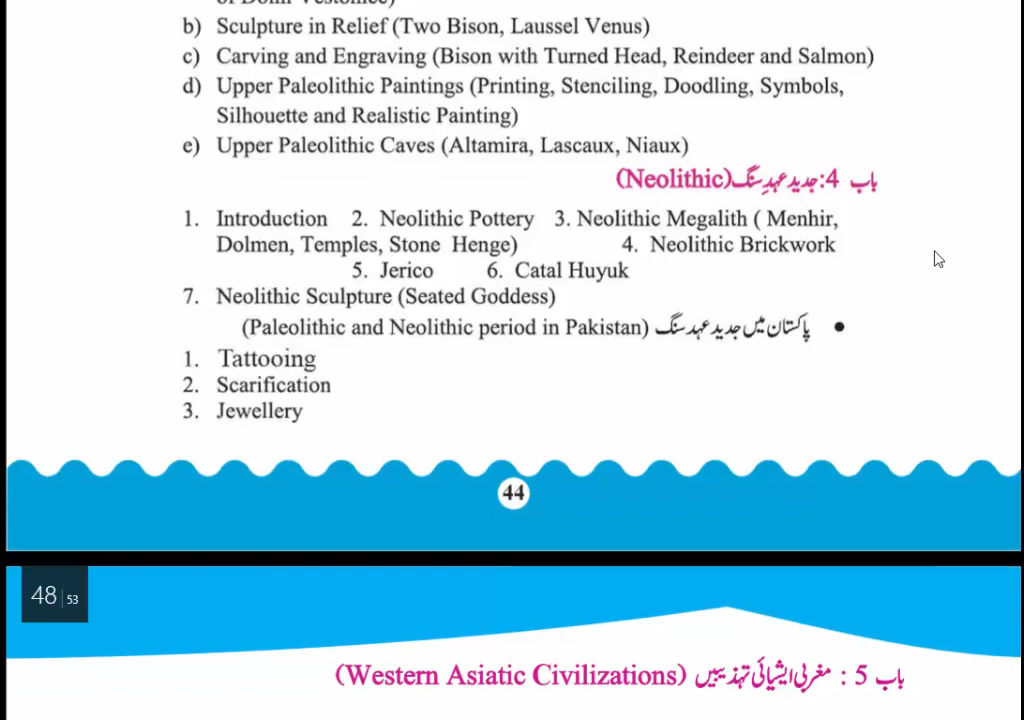 b) Sculpture in Relief (Two Bison, Laussel Venus)
c) Carving and Engraving (Bison with Turned Head, Reindeer and Salmon)
d) Upper Paleolithic Paintings (Printing, Stenciling, Doodling, Symbols,
Silhouette and Realistic Painting)
e) Upper Paleolithic Caves (Altamira, Lascaux, Niaux)
باب 4: جدید عہدِ سنگ (Neolithic)
1. Introduction 2. Neolithic Pottery 3. Neolithic Megalith ( Menhir,
Dolmen, Temples, Stone Henge) 4. Neolithic Brickwork
5. Jerico 6. Catal Huyuk
7. Neolithic Sculpture (Seated Goddess)
● پاکستان میں جدید عہد سنگ (Paleolithic and Neolithic period in Pakistan)
1. Tattooing
2. Scarification
3. Jewellery
44
48 | 53
باب 5 : مغربی ایشیائی تہذیبیں (Western Asiatic Civilizations)